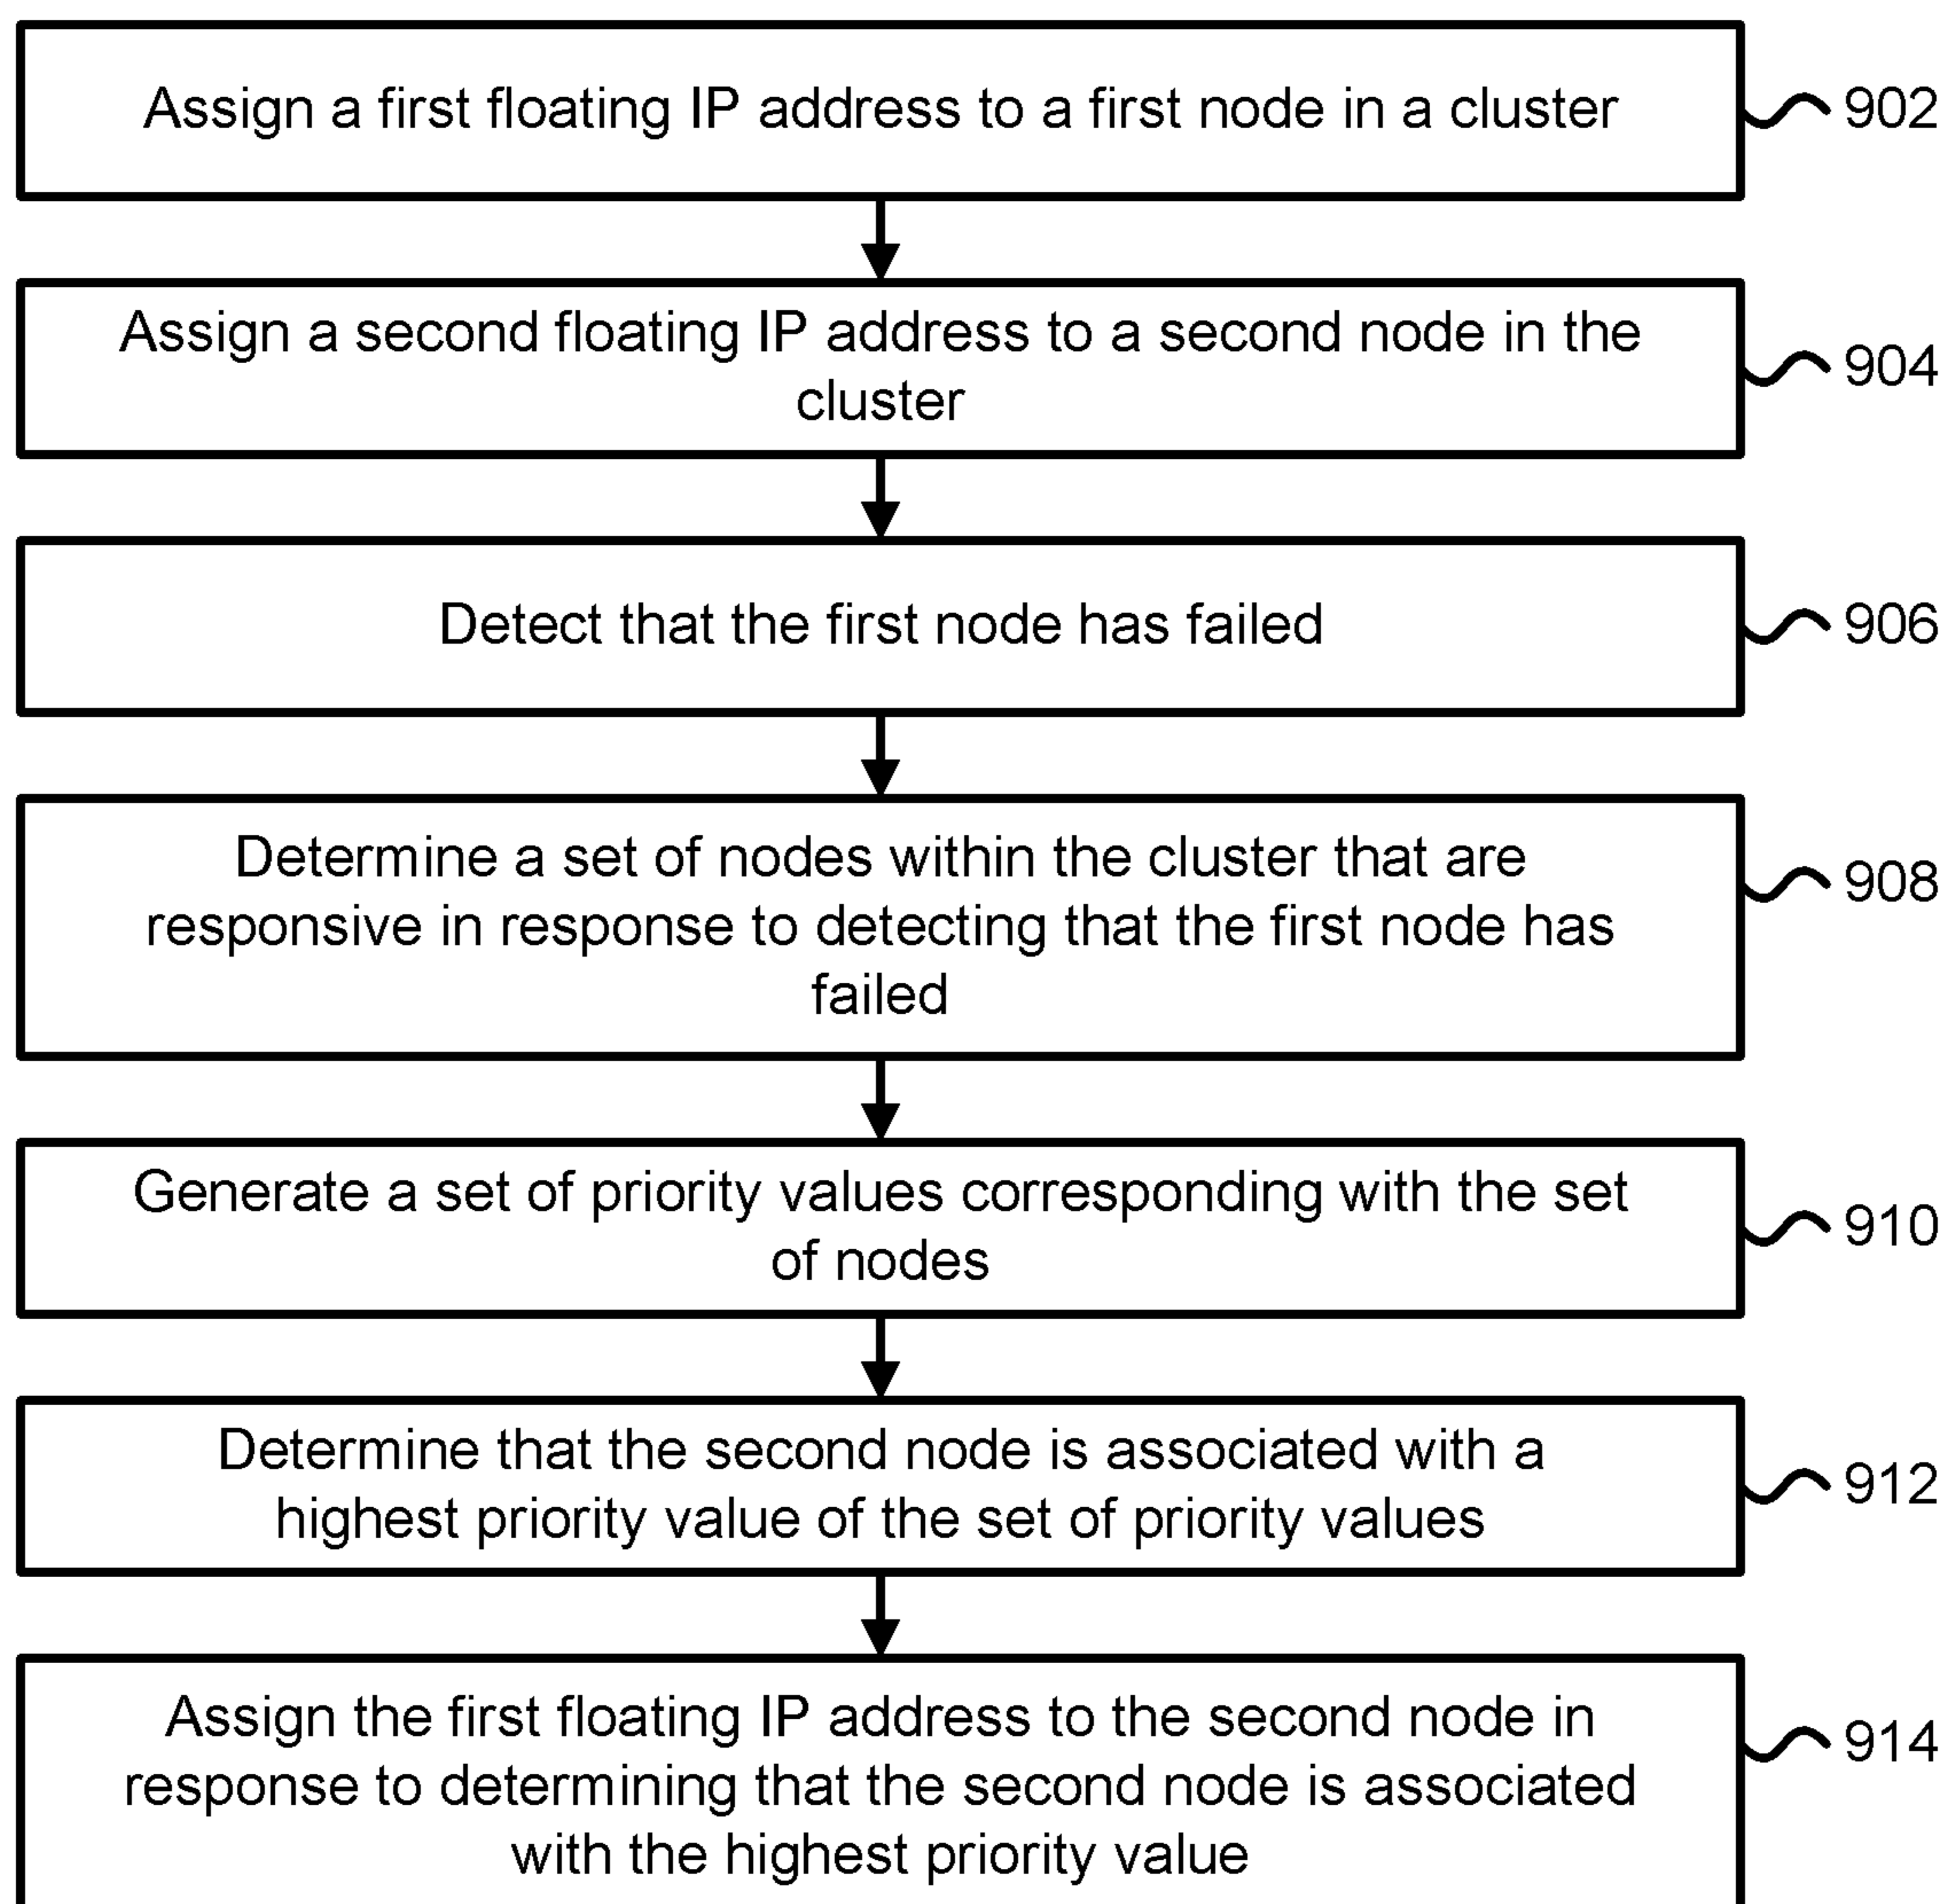 Assign a first floating IP address to a first node in a cluster
902
Assign a second floating IP address to a second node in the
cluster
904
Detect that the first node has failed
906
Determine a set of nodes within the cluster that are
responsive in response to detecting that the first node has
failed
908
Generate a set of priority values corresponding with the set
of nodes
910
Determine that the second node is associated with a
highest priority value of the set of priority values
912
Assign the first floating IP address to the second node in
response to determining that the second node is associated
with the highest priority value
914